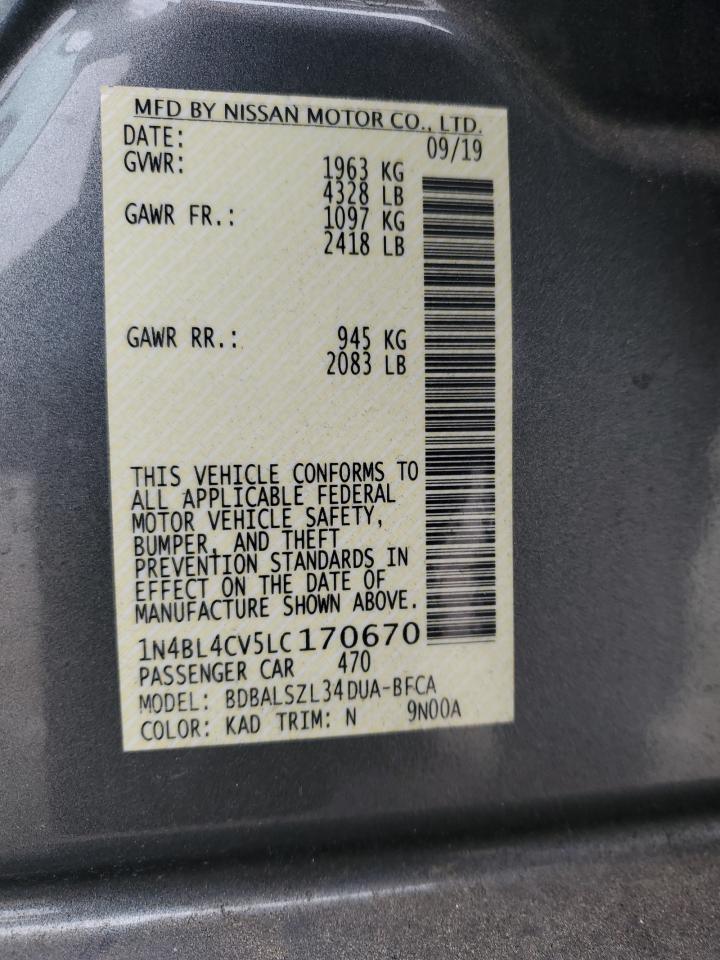 MFD BY NISSAN MOTOR CO., LTD.
DATE: 09/19
GVWR: 1963 KG
4328 LB
GAWR FR.: 1097 KG
2418 LB
GAWR RR.: 945 KG
2083 LB
THIS VEHICLE CONFORMS TO
ALL APPLICABLE FEDERAL
MOTOR VEHICLE SAFETY,
BUMPER, AND THEFT
PREVENTION STANDARDS IN
EFFECT ON THE DATE OF
MANUFACTURE SHOWN ABOVE.
1N4BL4CV5LC170670
PASSENGER CAR 470
MODEL: BDBALSZL34DUA-BFCA
COLOR: KAD TRIM: N 9N00A